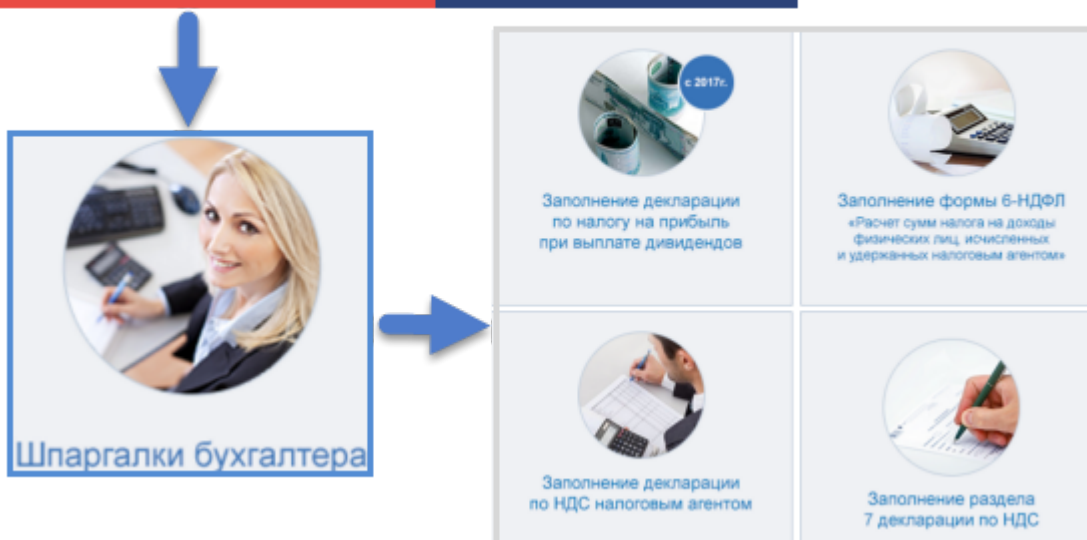 с 2017г.
Заполнение декларации
по налогу на прибыль
при выплате дивидендов
Заполнение формы 6-НДФЛ
«Расчет сумм налога на доходы
физических лиц, исчисленных
и удержанных налоговым агентом»
Шпаргалки бухгалтера
Заполнение декларации
по НДС налоговым агентом
Заполнение раздела
7 декларации по НДС